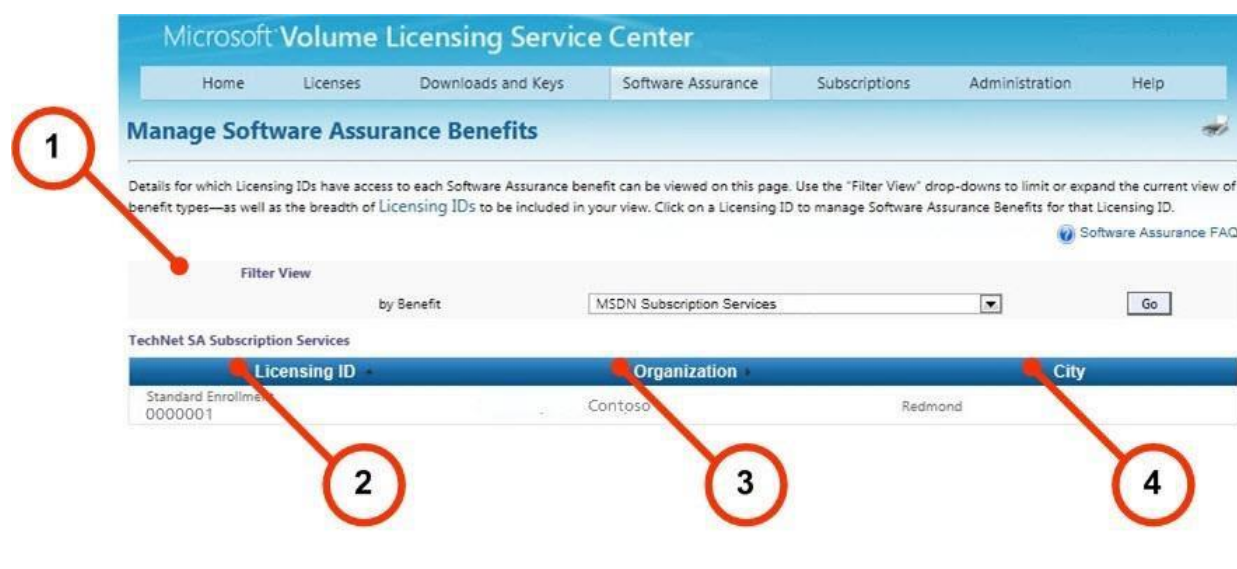 Microsoft Volume Licensing Service Center
Home Licenses Downloads and Keys Software Assurance Subscriptions Administration Help
Manage Software Assurance Benefits
1
Details for which Licensing IDs have access to each Software Assurance benefit can be viewed on this page. Use the "Filter View" drop-downs to limit or expand the current view of
benefit types—as well as the breadth of Licensing IDs to be included in your view. Click on a Licensing ID to manage Software Assurance Benefits for that Licensing ID.
Software Assurance FAQ
Filter View
by Benefit MSDN Subscription Services Go
TechNet SA Subscription Services
Licensing ID Organization City
Standard Enrollment
0000001 Contoso Redmond
2 3 4